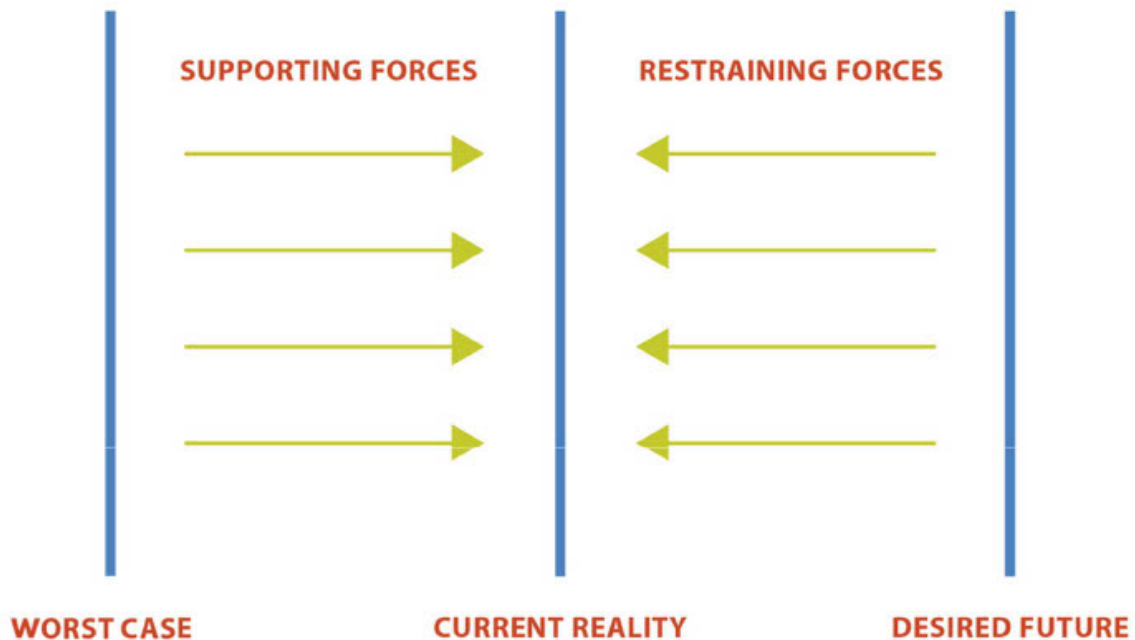 SUPPORTING FORCES
RESTRAINING FORCES
WORST CASE
CURRENT REALITY
DESIRED FUTURE